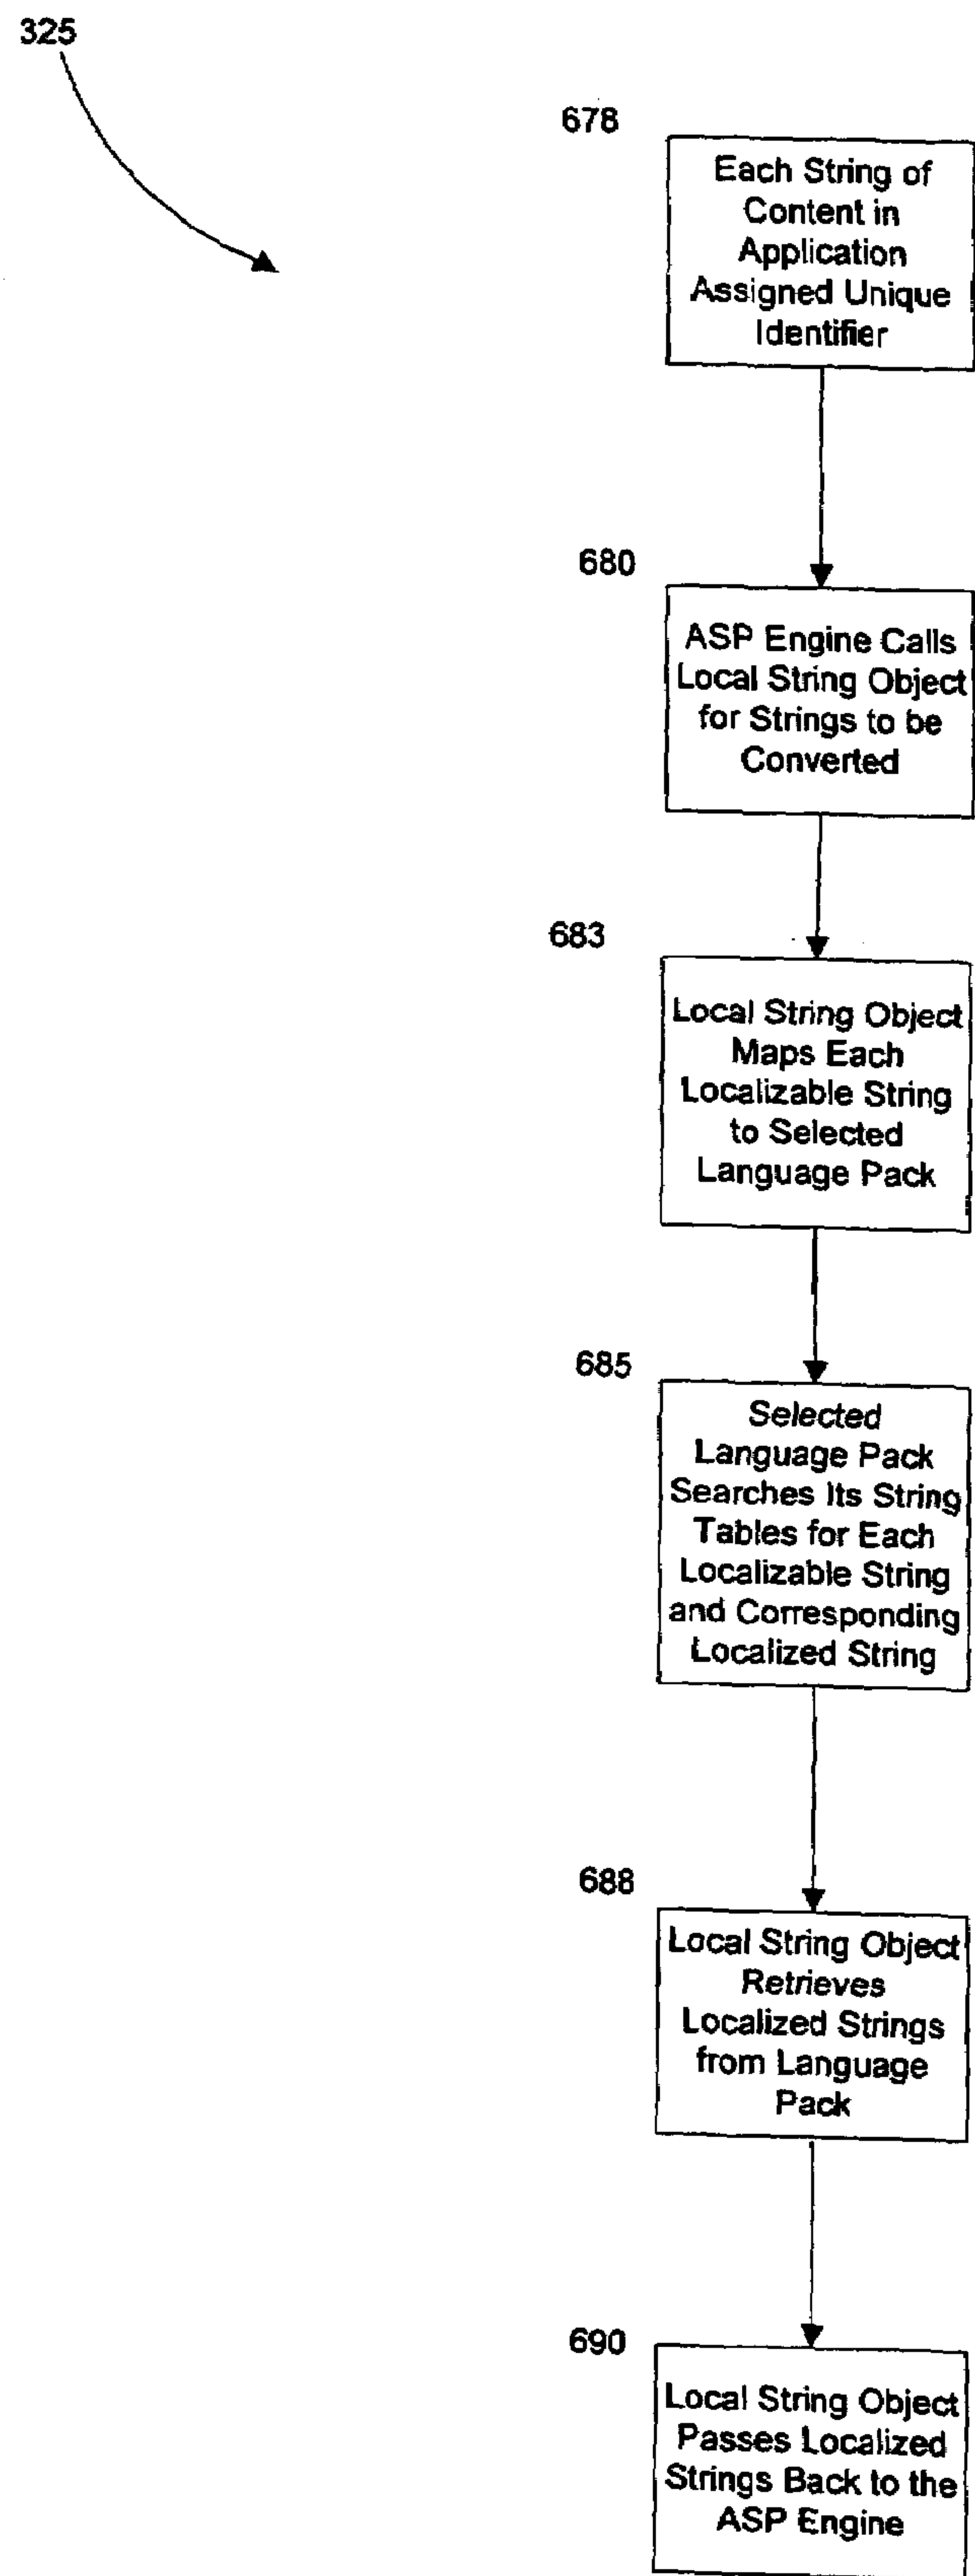 325
678
Each String of
Content in
Application
Assigned Unique
Identifier
680
ASP Engine Calls
Local String Object
for Strings to be
Converted
683
Local String Object
Maps Each
Localizable String
to Selected
Language Pack
685
Selected
Language Pack
Searches Its String
Tables for Each
Localizable String
and Corresponding
Localized String
688
Local String Object
Retrieves
Localized Strings
from Language
Pack
690
Local String Object
Passes Localized
Strings Back to the
ASP Engine